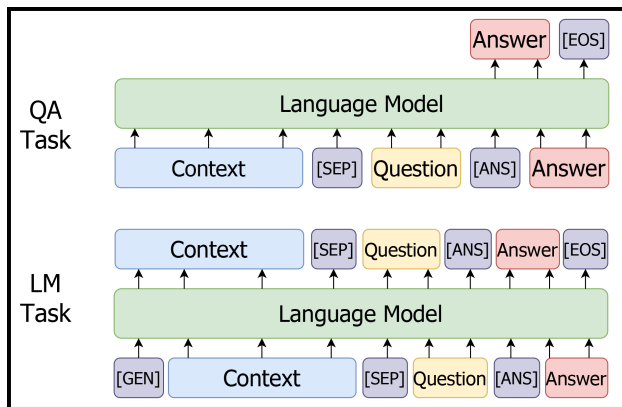 Answer [EOS]
QA
Task
Language Model
Context [SEP] Question [ANS] Answer
Context [SEP] Question [ANS] Answer [EOS]
LM
Task
Language Model
[GEN] Context [SEP] Question [ANS] Answer